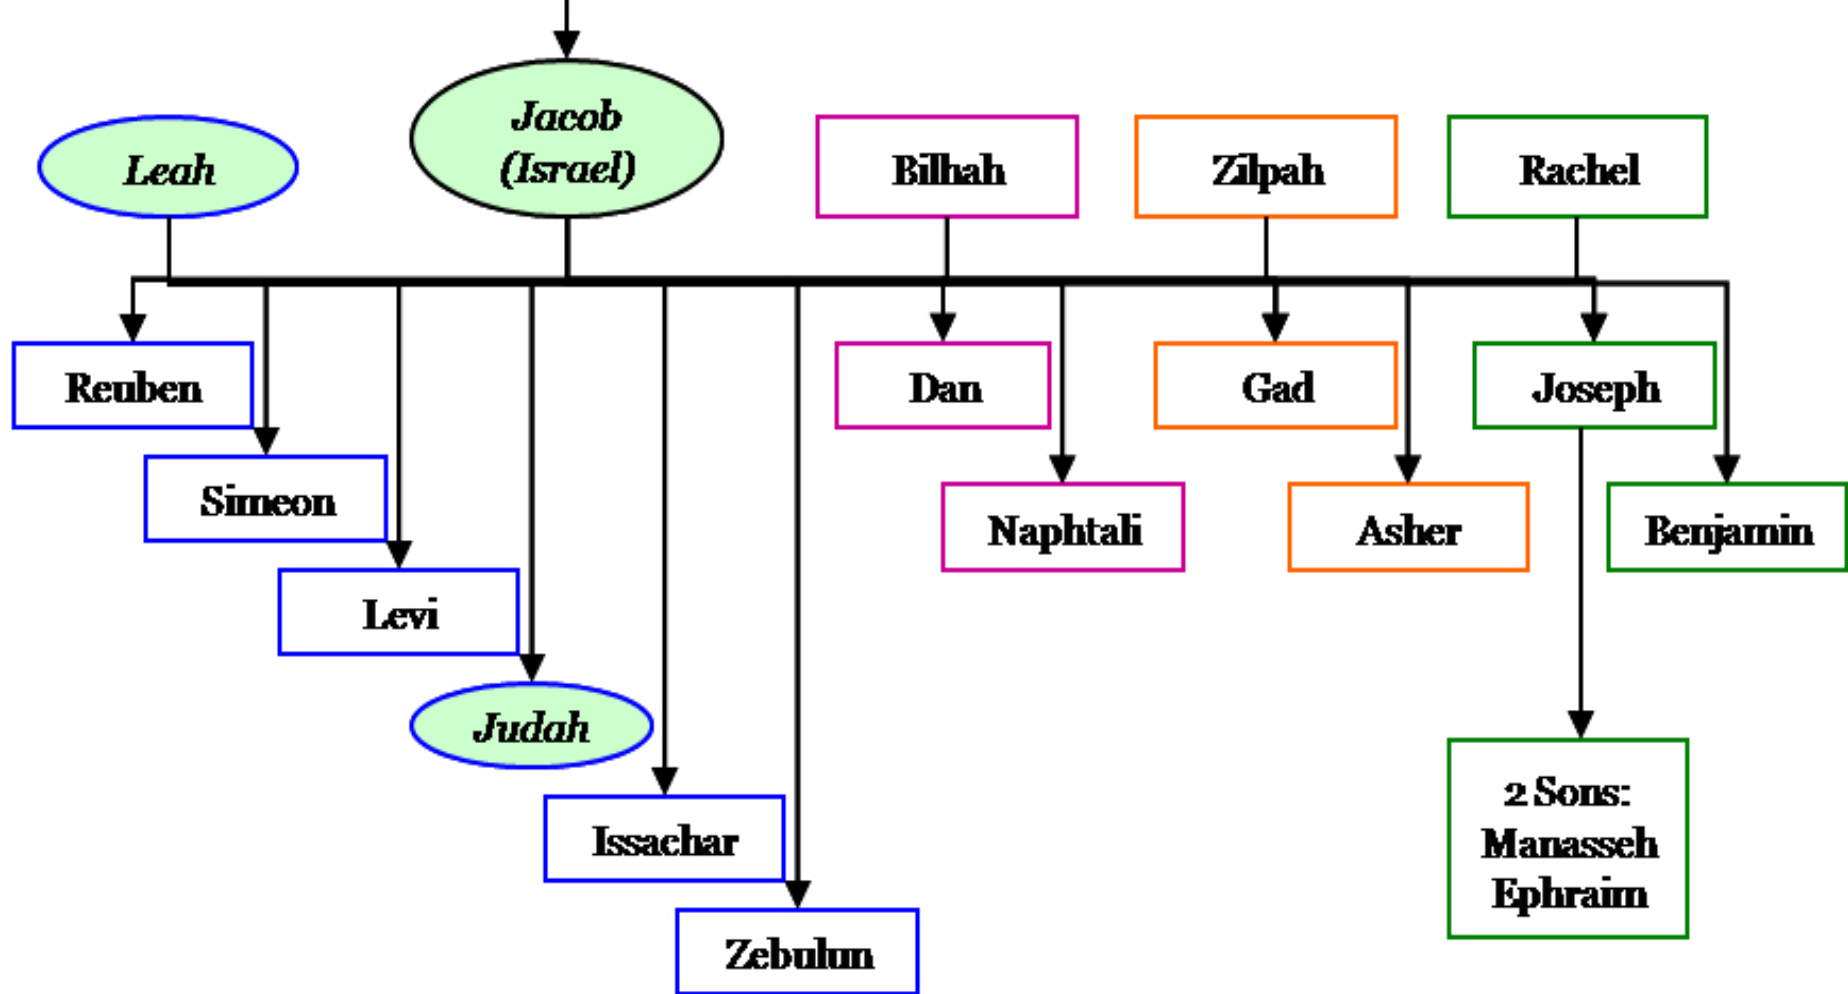 Leah
Jacob
(Israel)
Bilhah
Zilpah
Rachel
Reuben
Dan
Gad
Joseph
Simeon
Naphtali
Asher
Benjamin
Levi
Judah
Issachar
2 Sons:
Manasseh
Ephraim
Zebulun